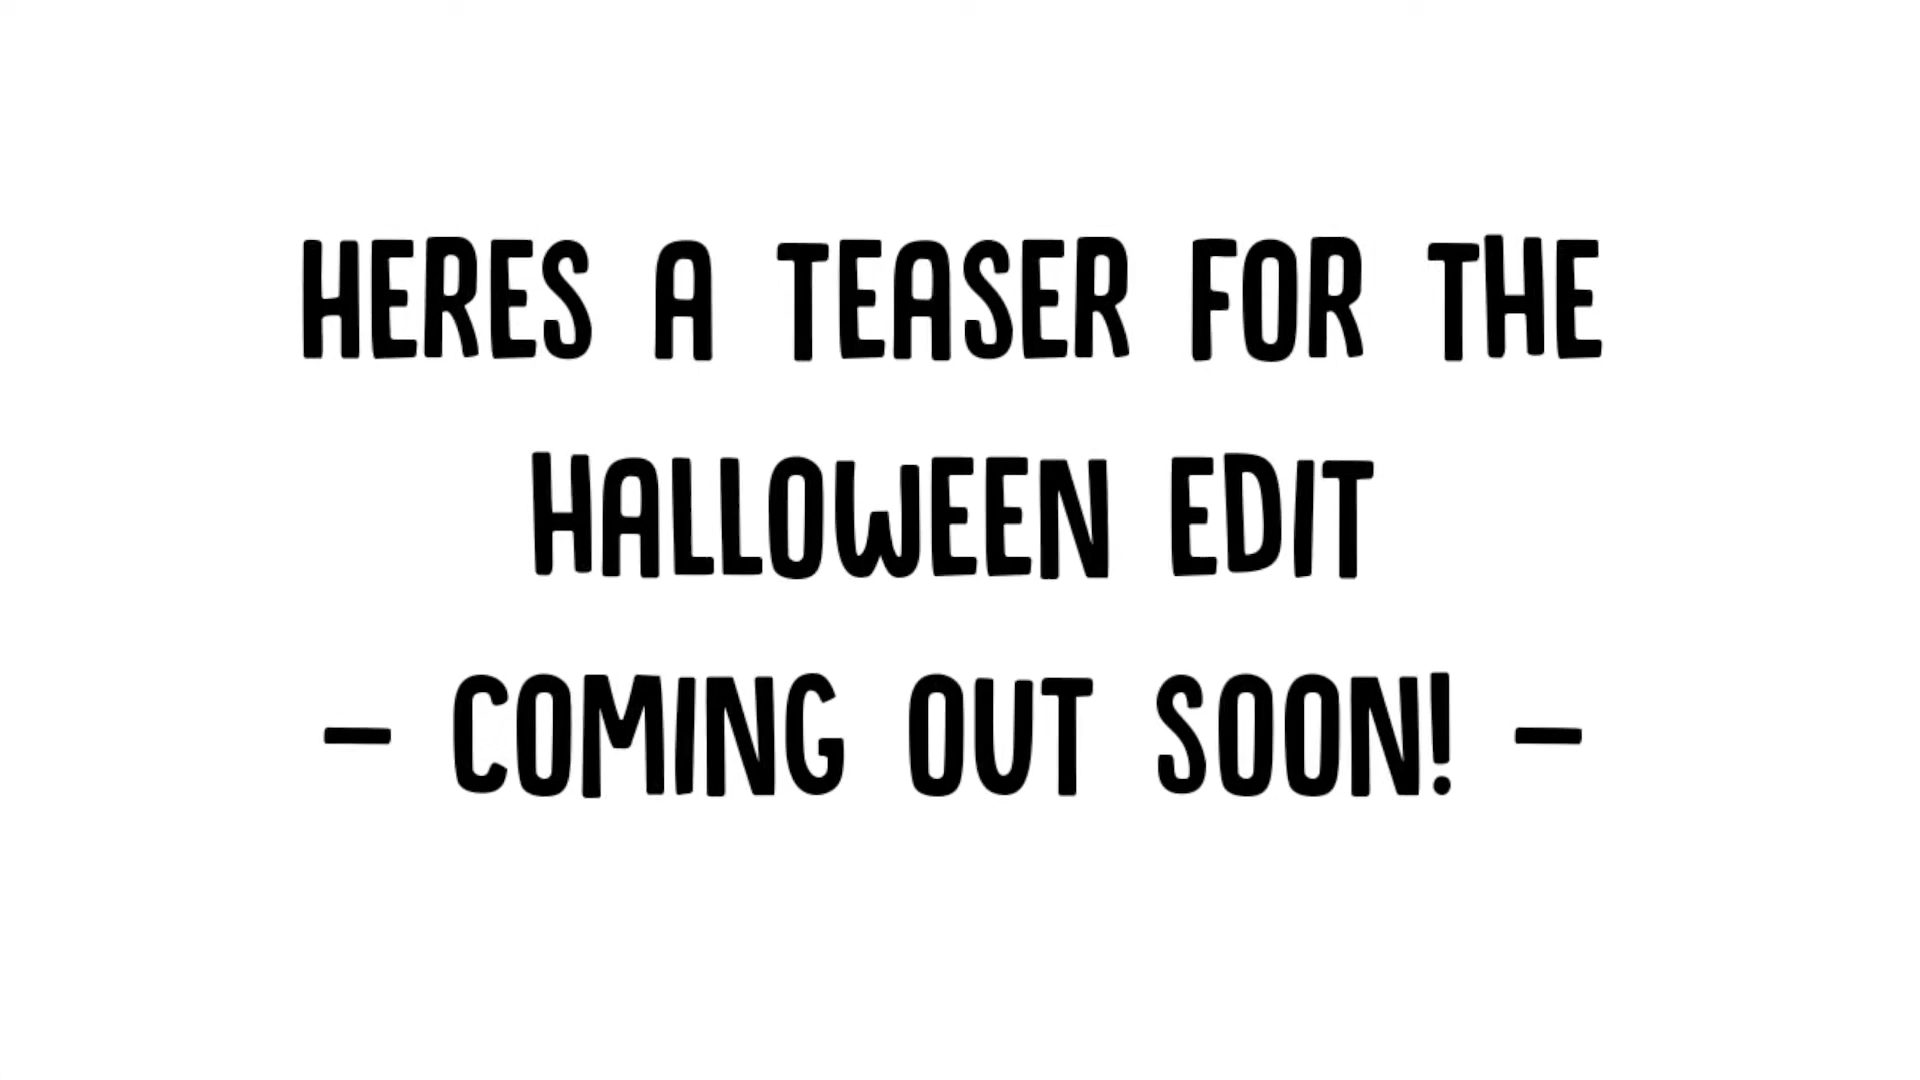 HERES A TEASER FOR THE
HALLOWEEN EDIT
- COMING OUT SOON! -